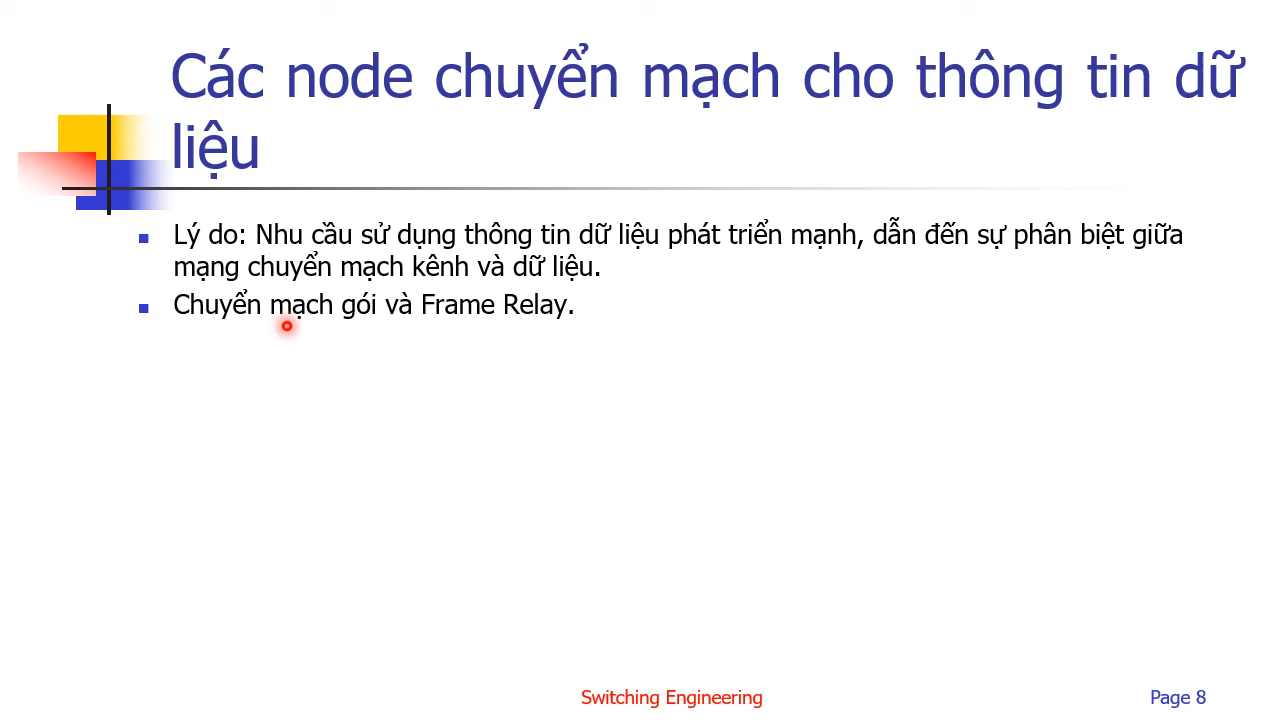 Các node chuyển mạch cho thông tin dữ
liệu
Lý do: Nhu cầu sử dụng thông tin dữ liệu phát triển mạnh, dẫn đến sự phân biệt giữa
mạng chuyển mạch kênh và dữ liệu.
Chuyển mạch gói và Frame Relay.
Switching Engineering
Page 8